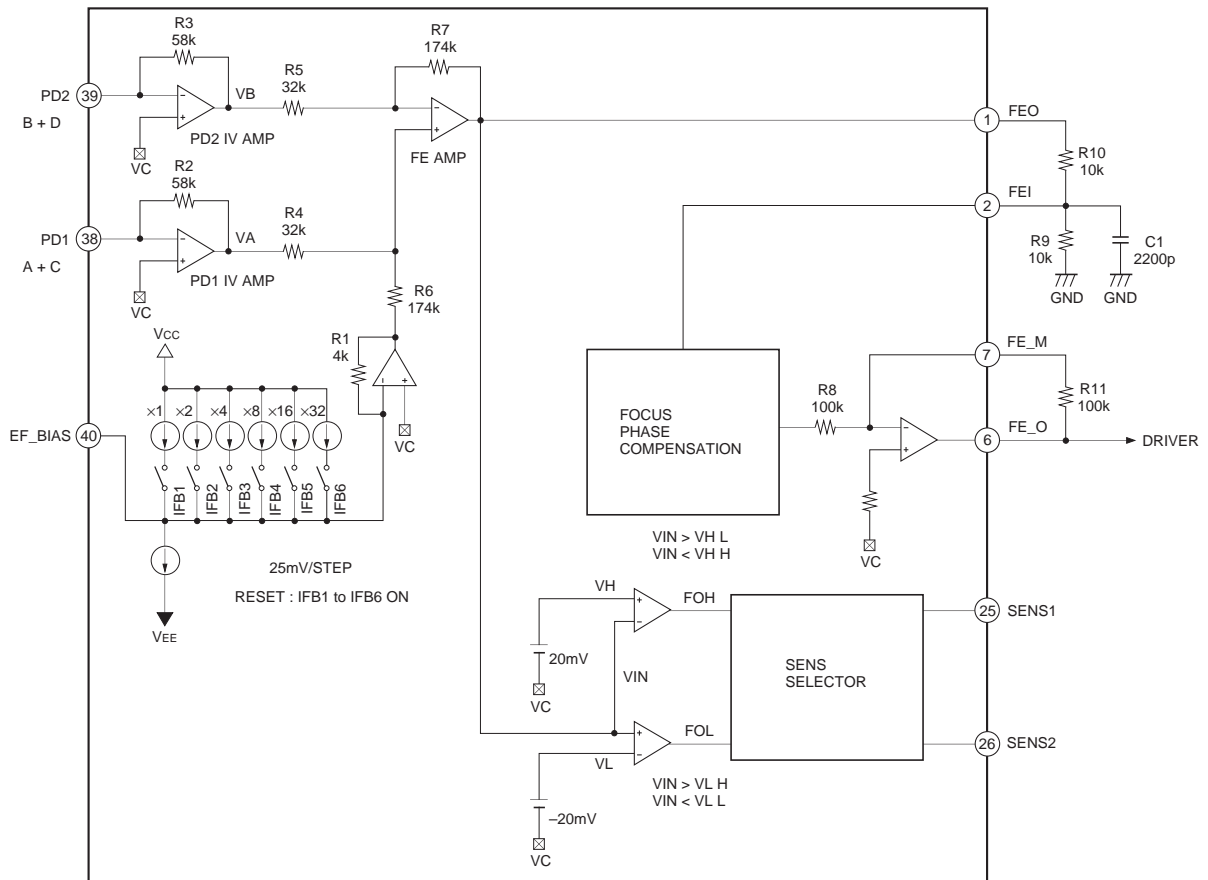 R3
58k
R7
174k
PD2
39
B + D
VB
R5
32k
PD2 IV AMP
VC
FE AMP
1
FEO
R10
10k
R2
58k
2
FEI
PD1
38
A + C
VA
R4
32k
PD1 IV AMP
VC
R9
10k
C1
2200p
GND
GND
R6
174k
VCC
R1
4k
VC
×1
×2
×4
×8
×16
×32
EF_BIAS
40
IFB1
IFB2
IFB3
IFB4
IFB5
IFB6
25mV/STEP
RESET : IFB1 to IFB6 ON
VEE
FOCUS
PHASE
COMPENSATION
R8
100k
7
FE_M
R11
100k
6
FE_O
DRIVER
VC
VIN > VH L
VIN < VH H
VH
FOH
20mV
VC
VIN
SENS
SELECTOR
25
SENS1
FOL
26
SENS2
VL
VIN > VL H
VIN < VL L
–20mV
VC